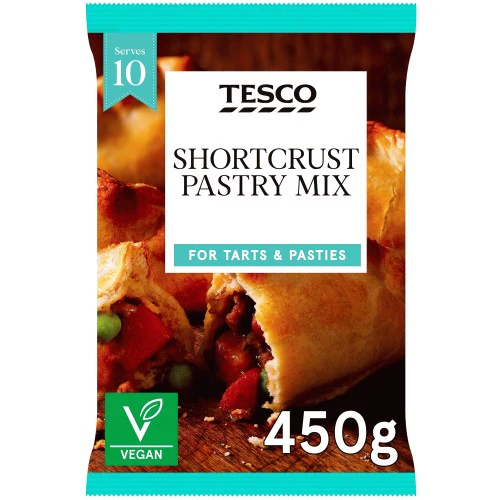 Serves
10
TESCO
SHORTCRUST
PASTRY MIX
FOR TARTS & PASTIES
V
VEGAN
450g